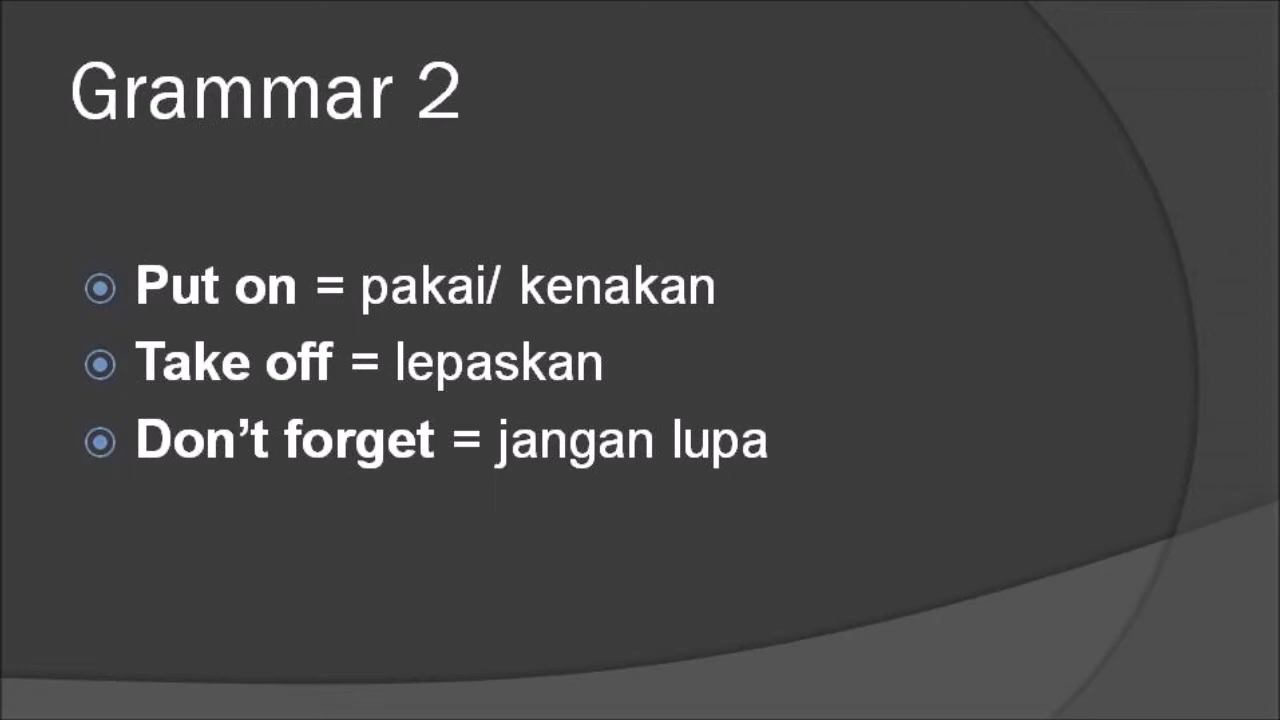 Grammar 2
Put on = pakai/ kenakan
Take off = lepaskan
Don’t forget = jangan lupa